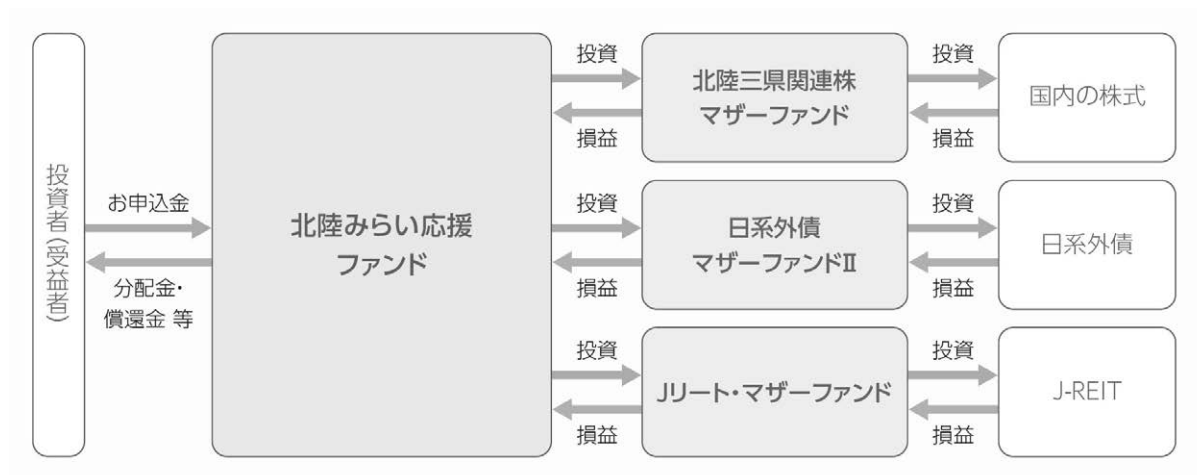 投資者(受益者)
お申込金
分配金・
償還金 等
北陸みらい応援
ファンド
投資
損益
北陸三県関連株
マザーファンド
投資
損益
国内の株式
投資
損益
日系外債
マザーファンドⅡ
投資
損益
日系外債
投資
損益
Jリート・マザーファンド
投資
損益
J-REIT